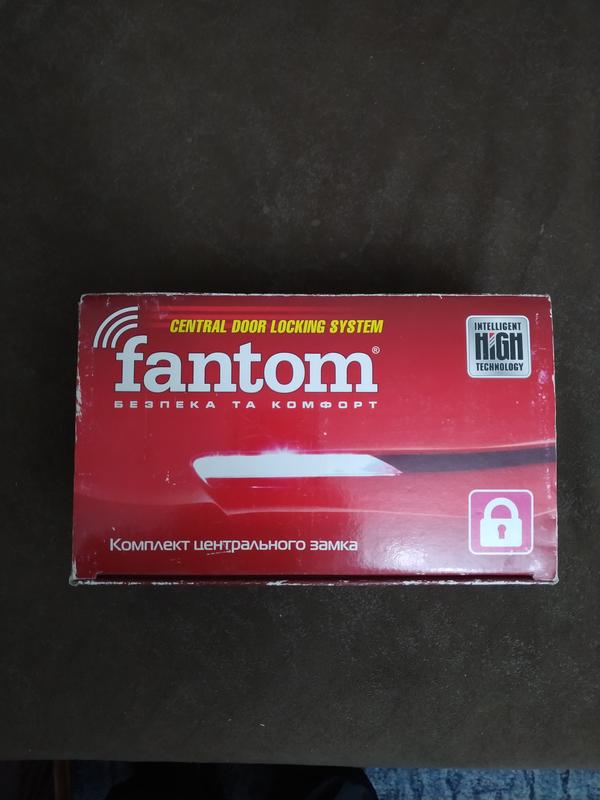 CENTRAL DOOR LOCKING SYSTEM
fantom®
БЕЗПЕКА ТА КОМФОРТ
INTELLIGENT
HIGH
TECHNOLOGY
Комплект центрального замка